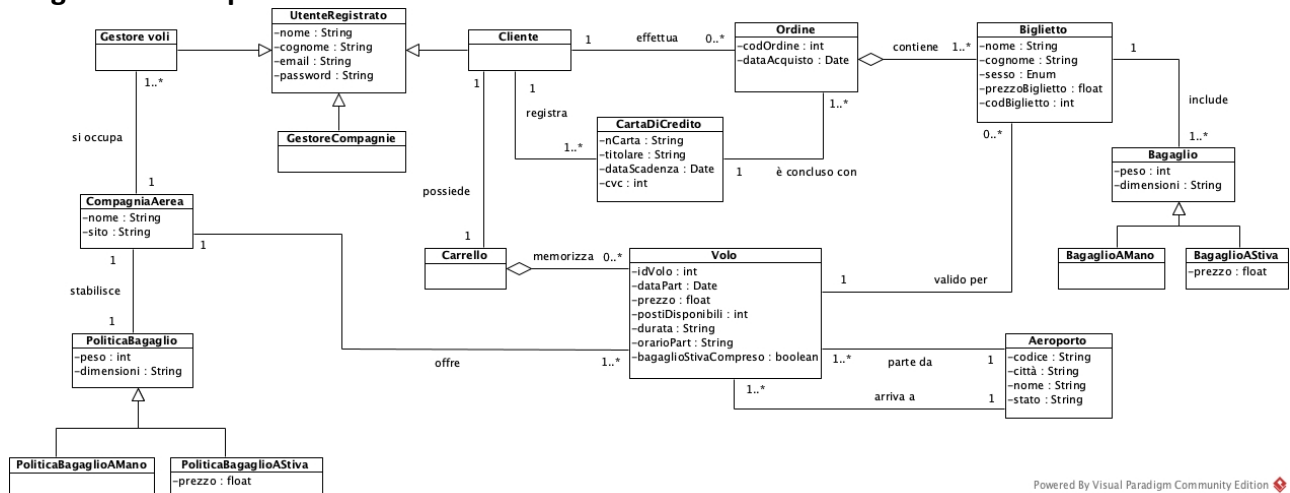 UtenteRegistrato
-nome : String
-cognome : String
-email : String
-password : String
Gestore voli
Cliente
1
effettua
0..*
Ordine
-codOrdine : int
-dataAcquisto : Date
contiene
1..*
Biglietto
-nome : String
-cognome : String
-sesso : Enum
-prezzoBiglietto : float
-codBiglietto : int
1
include
1..*
1..*
si occupa
1
GestoreCompagnie
1
registra
1..*
1
possiede
1
CartaDiCredito
-nCarta : String
-titolare : String
-dataScadenza : Date
-cvc : int
1..*
1
è concluso con
0..*
valido per
1
Bagaglio
-peso : int
-dimensioni : String
BagaglioAMano
BagaglioAStiva
-prezzo : float
CompagniaAerea
-nome : String
-sito : String
1
offre
1..*
1
stabilisce
1
Carrello
memorizza
0..*
Volo
-idVolo : int
-dataPart : Date
-prezzo : float
-postiDisponibili : int
-durata : String
-orarioPart : String
-bagaglioStivaCompreso : boolean
1..*
parte da
1
1..*
arriva a
1
Aeroporto
-codice : String
-città : String
-nome : String
-stato : String
PoliticaBagaglio
-peso : int
-dimensioni : String
PoliticaBagaglioAMano
PoliticaBagaglioAStiva
-prezzo : float
Powered By Visual Paradigm Community Edition